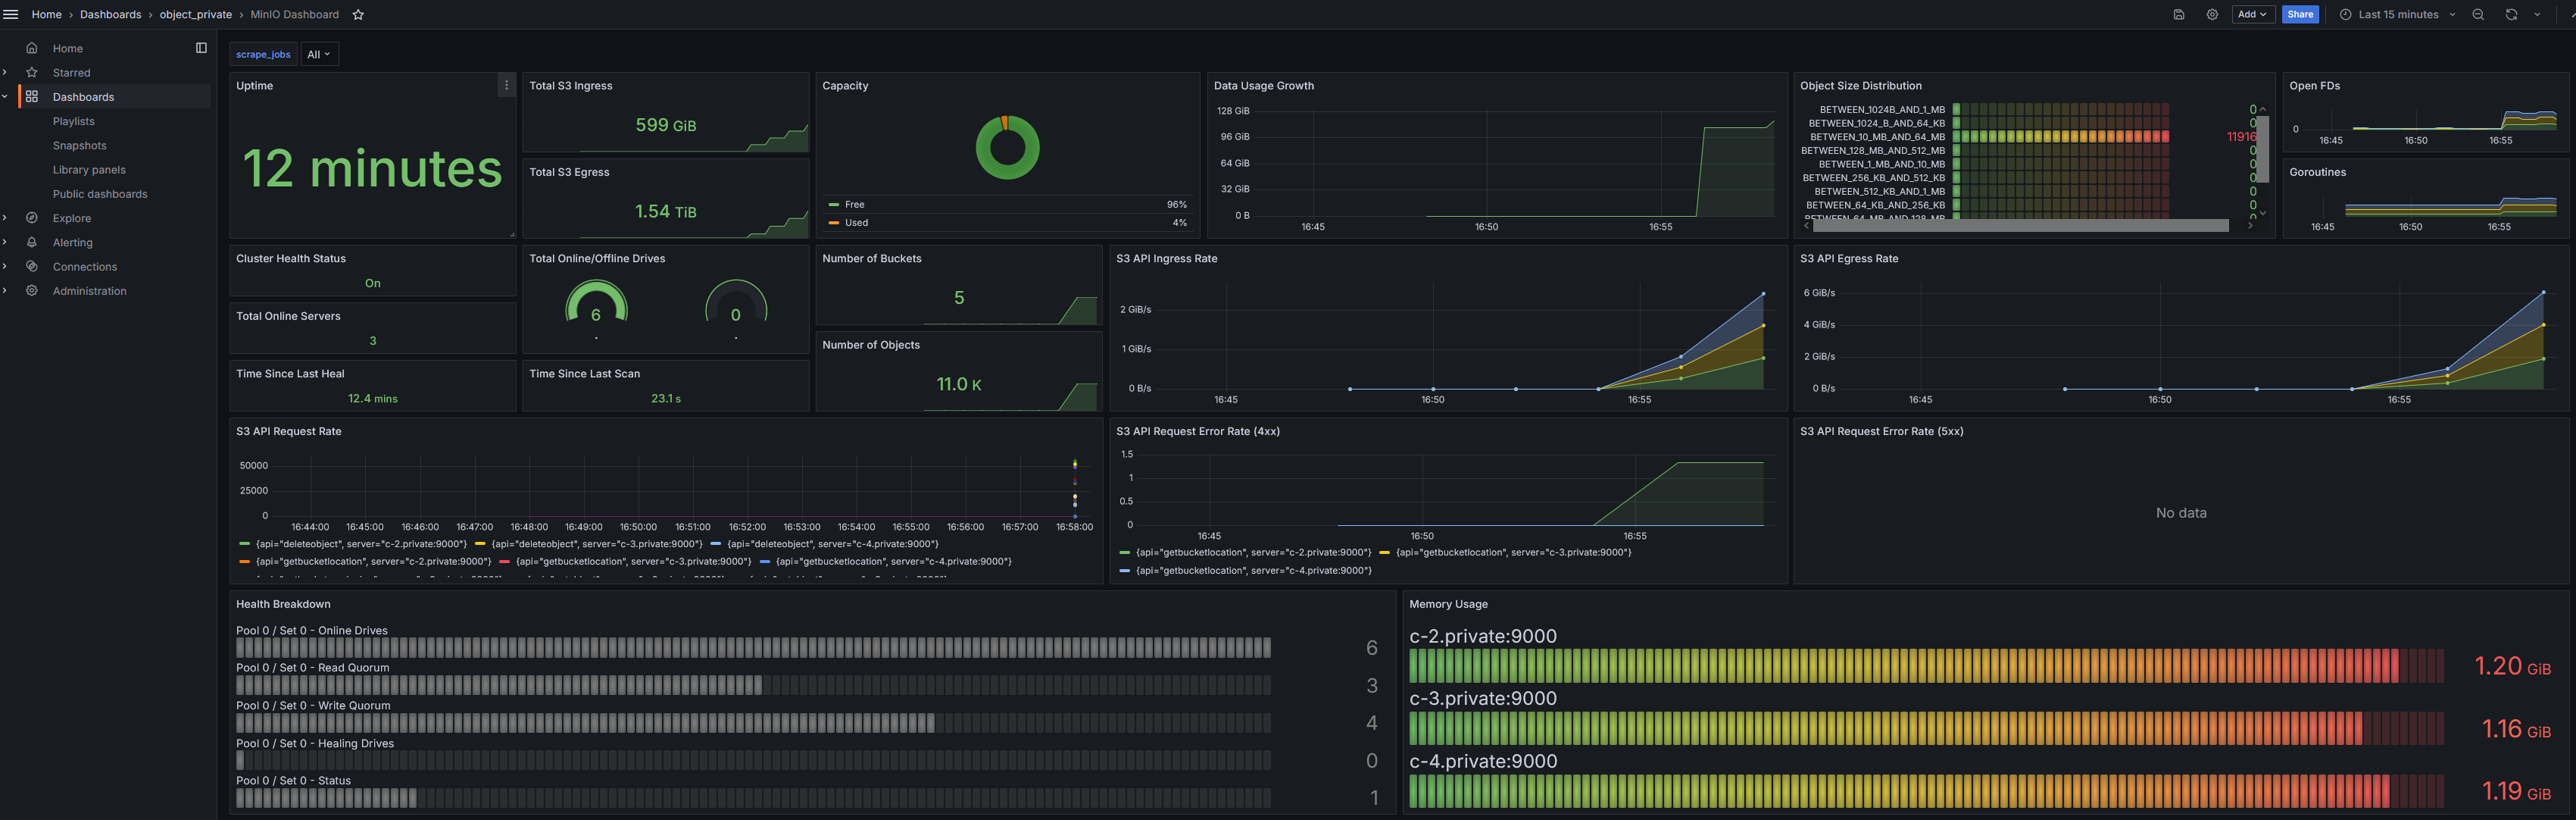 Home › Dashboards › object_private › MinIO Dashboard
Add
Share
Last 15 minutes
Home
Starred
Dashboards
Playlists
Snapshots
Library panels
Public dashboards
Explore
Alerting
Connections
Administration
scrape_jobs All
Uptime
12 minutes
Total S3 Ingress
599 GiB
Total S3 Egress
1.54 TiB
Capacity
Free 96%
Used 4%
Data Usage Growth
128 GiB
96 GiB
64 GiB
32 GiB
0 B
16:45 16:50 16:55
Object Size Distribution
BETWEEN_1024B_AND_1_MB 0
BETWEEN_1024_B_AND_64_KB 0
BETWEEN_10_MB_AND_64_MB 11916
BETWEEN_128_MB_AND_512_MB 0
BETWEEN_1_MB_AND_10_MB 0
BETWEEN_256_KB_AND_512_KB 0
BETWEEN_512_KB_AND_1_MB 0
BETWEEN_64_KB_AND_256_KB 0
BETWEEN_64_MB_AND_128_MB 0
Open FDs
0
16:45 16:50 16:55
Goroutines
16:45 16:50 16:55
Cluster Health Status
On
Total Online Servers
3
Time Since Last Heal
12.4 mins
Total Online/Offline Drives
6 0
Time Since Last Scan
23.1 s
Number of Buckets
5
Number of Objects
11.0 K
S3 API Ingress Rate
2 GiB/s
1 GiB/s
0 B/s
16:45 16:50 16:55
S3 API Egress Rate
6 GiB/s
4 GiB/s
2 GiB/s
0 B/s
16:45 16:50 16:55
S3 API Request Rate
50000
25000
0
16:44:00 16:45:00 16:46:00 16:47:00 16:48:00 16:49:00 16:50:00 16:51:00 16:52:00 16:53:00 16:54:00 16:55:00 16:56:00 16:57:00 16:58:00
{api="deleteobject", server="c-2.private:9000"} {api="deleteobject", server="c-3.private:9000"} {api="deleteobject", server="c-4.private:9000"}
{api="getbucketlocation", server="c-2.private:9000"} {api="getbucketlocation", server="c-3.private:9000"} {api="getbucketlocation", server="c-4.private:9000"}
S3 API Request Error Rate (4xx)
1.5
1
0.5
0
16:45 16:50 16:55
{api="getbucketlocation", server="c-2.private:9000"} {api="getbucketlocation", server="c-3.private:9000"}
{api="getbucketlocation", server="c-4.private:9000"}
S3 API Request Error Rate (5xx)
No data
Health Breakdown
Pool 0 / Set 0 - Online Drives
6
Pool 0 / Set 0 - Read Quorum
3
Pool 0 / Set 0 - Write Quorum
4
Pool 0 / Set 0 - Healing Drives
0
Pool 0 / Set 0 - Status
1
Memory Usage
c-2.private:9000
1.20 GiB
c-3.private:9000
1.16 GiB
c-4.private:9000
1.19 GiB